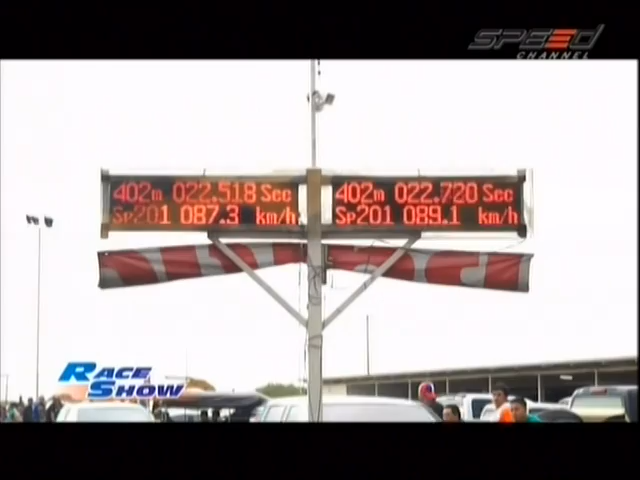 SPEED
CHANNEL
402m 022.518 Sec
Sp201 087.3 km/h
402m 022.720 Sec
Sp201 089.1 km/h
RACE
SHOW